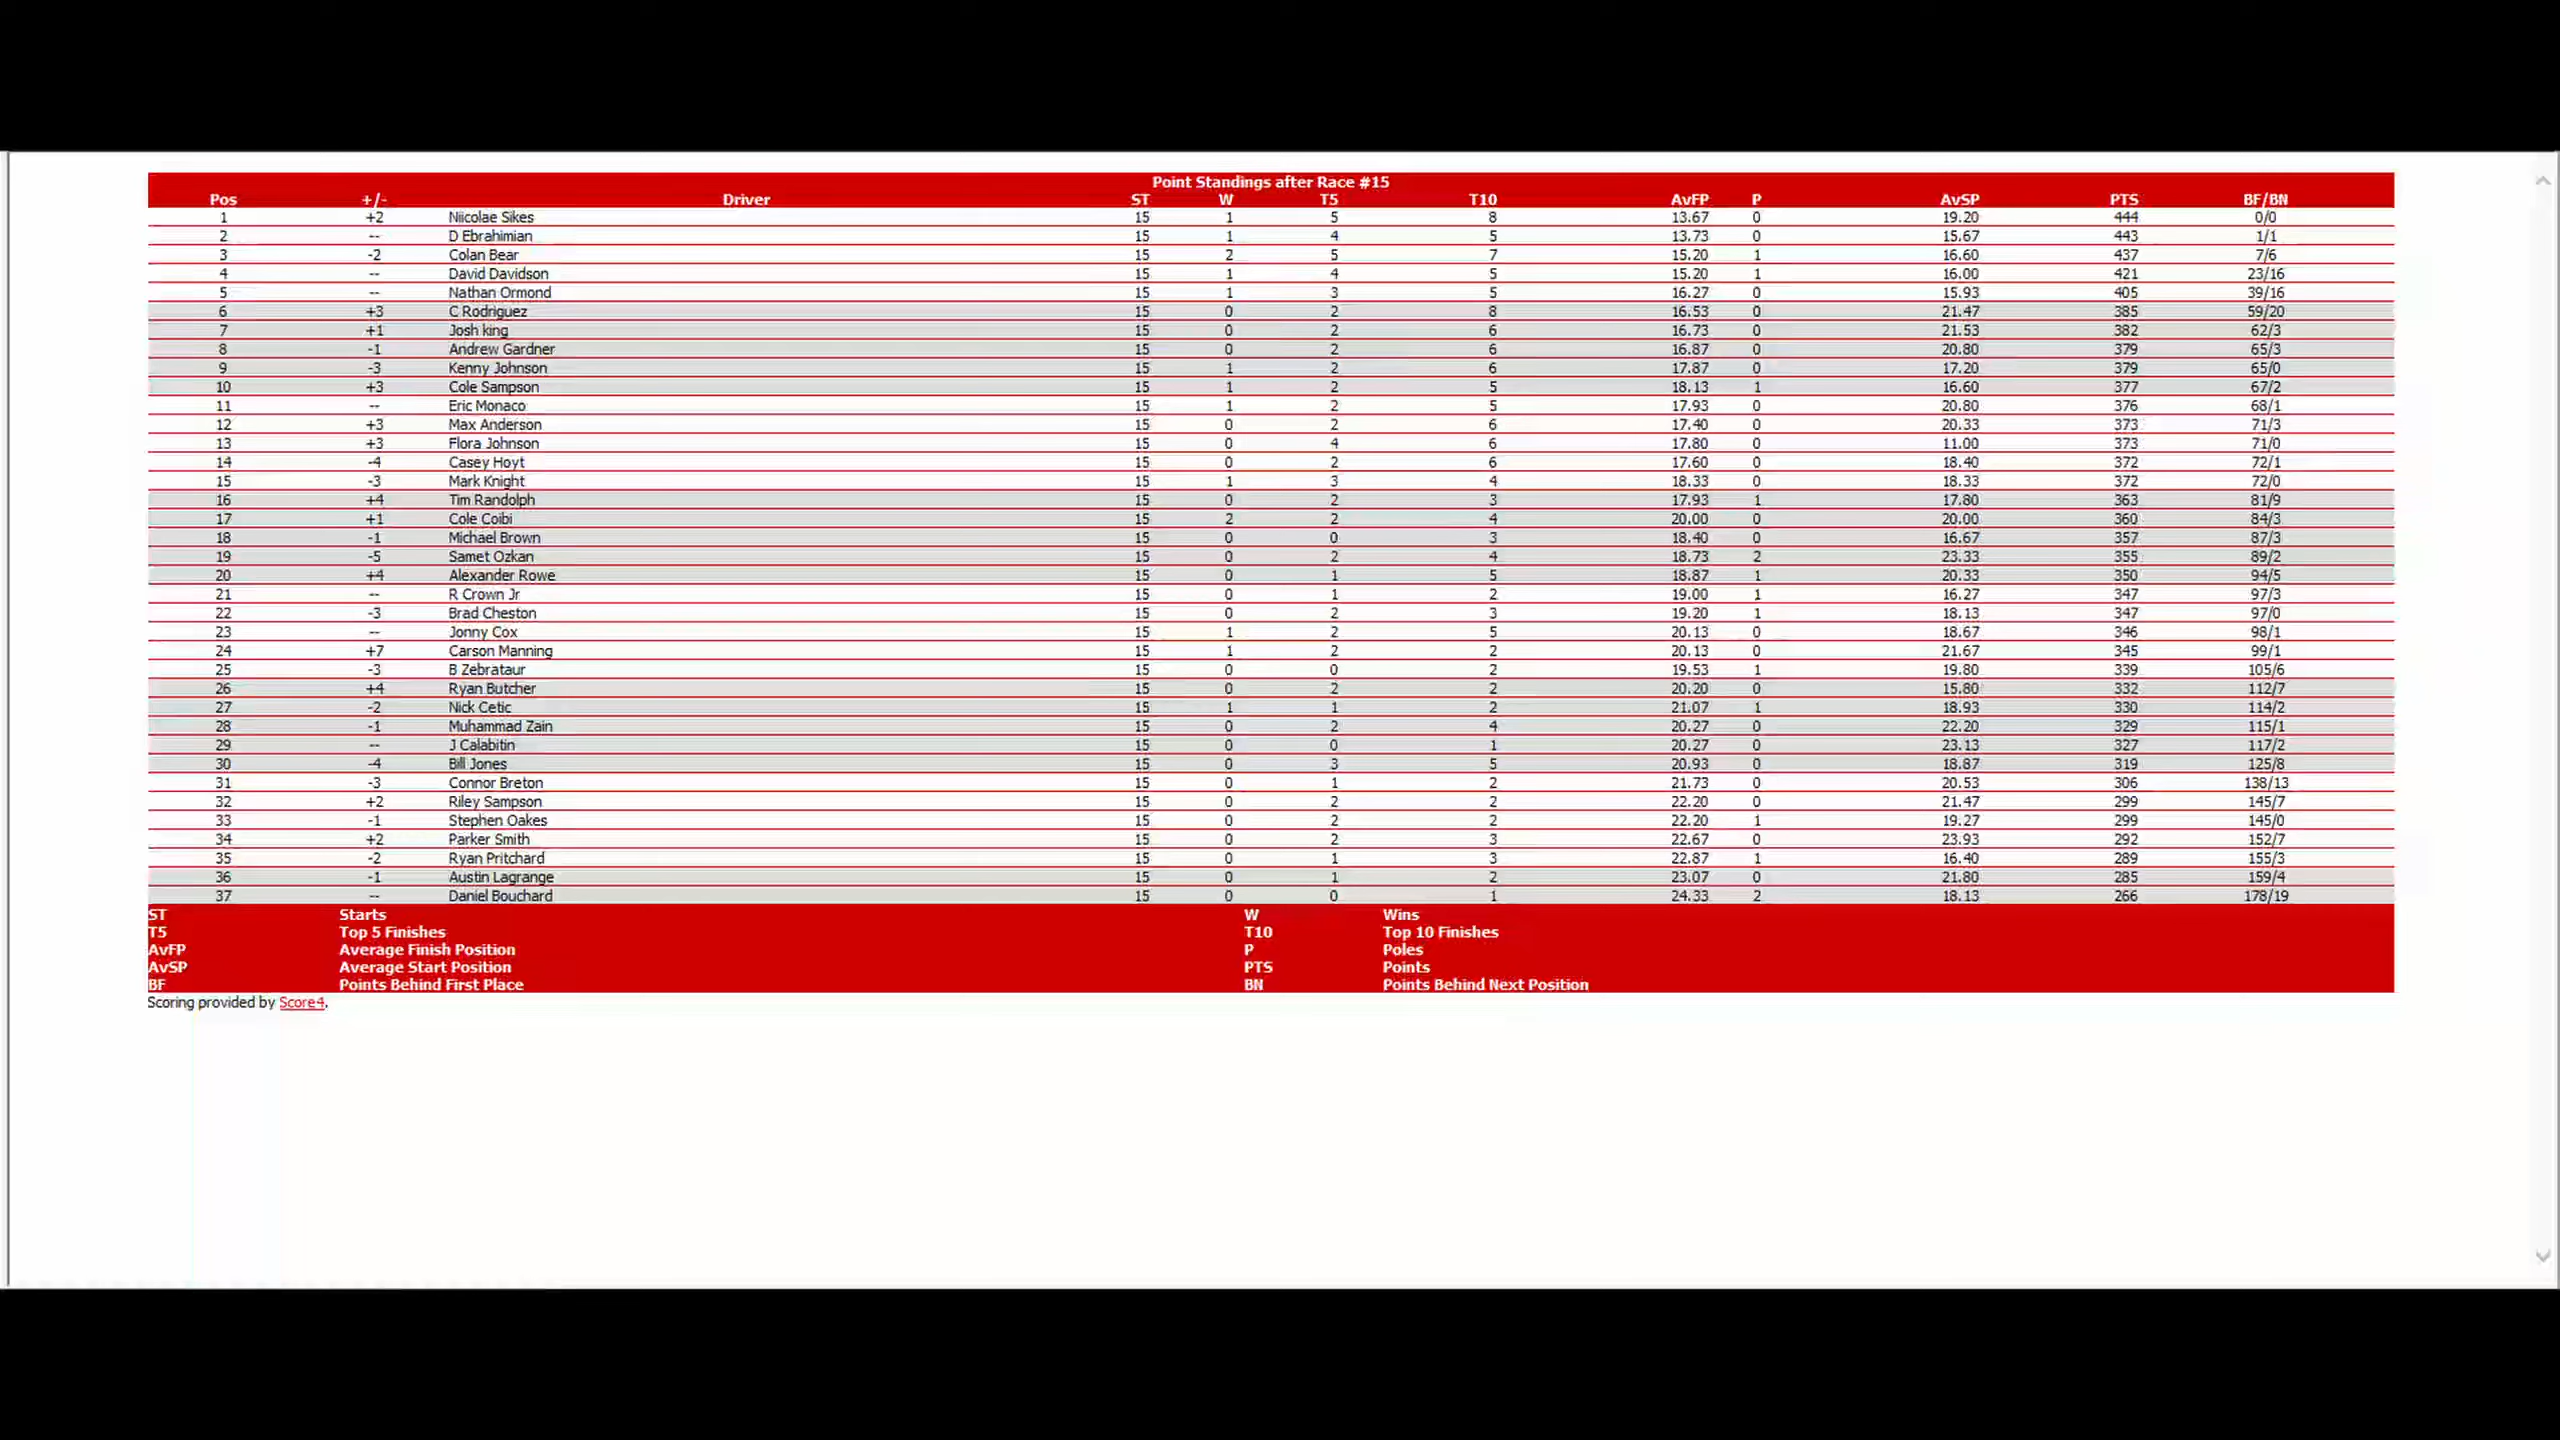 Point Standings after Race #15
Pos +/- Driver ST W T5 T10 AvFP P AvSP PTS BF/BN
1 +2 Niicolae Sikes 15 1 5 8 13.67 0 19.20 444 0/0
2 -- D Ebrahimian 15 1 4 5 13.73 0 15.67 443 1/1
3 -2 Colan Bear 15 2 5 7 15.20 1 16.60 437 7/6
4 -- David Davidson 15 1 4 5 15.20 1 16.00 421 23/16
5 -- Nathan Ormond 15 1 3 5 16.27 0 15.93 405 39/16
6 +3 C Rodriguez 15 0 2 8 16.53 0 21.47 385 59/20
7 +1 Josh king 15 0 2 6 16.73 0 21.53 382 62/3
8 -1 Andrew Gardner 15 0 2 6 16.87 0 20.80 379 65/3
9 -3 Kenny Johnson 15 1 2 6 17.87 0 17.20 379 65/0
10 +3 Cole Sampson 15 1 2 5 18.13 1 16.60 377 67/2
11 -- Eric Monaco 15 1 2 5 17.93 0 20.80 376 68/1
12 +3 Max Anderson 15 0 2 6 17.40 0 20.33 373 71/3
13 +3 Flora Johnson 15 0 4 6 17.80 0 11.00 373 71/0
14 -4 Casey Hoyt 15 0 2 6 17.60 0 18.40 372 72/1
15 -3 Mark Knight 15 1 3 4 18.33 0 18.33 372 72/0
16 +4 Tim Randolph 15 0 2 3 17.93 1 17.80 363 81/9
17 +1 Cole Coibi 15 2 2 4 20.00 0 20.00 360 84/3
18 -1 Michael Brown 15 0 0 3 18.40 0 16.67 357 87/3
19 -5 Samet Ozkan 15 0 2 4 18.73 2 23.33 355 89/2
20 +4 Alexander Rowe 15 0 1 5 18.87 1 20.33 350 94/5
21 -- R Crown Jr 15 0 1 2 19.00 1 16.27 347 97/3
22 -3 Brad Cheston 15 0 2 3 19.20 1 18.13 347 97/0
23 -- Jonny Cox 15 1 2 5 20.13 0 18.67 346 98/1
24 +7 Carson Manning 15 1 2 2 20.13 0 21.67 345 99/1
25 -3 B Zebrataur 15 0 0 2 19.53 1 19.80 339 105/6
26 +4 Ryan Butcher 15 0 2 2 20.20 0 15.80 332 112/7
27 -2 Nick Cetic 15 1 1 2 21.07 1 18.93 330 114/2
28 -1 Muhammad Zain 15 0 2 4 20.27 0 22.20 329 115/1
29 -- J Calabitin 15 0 0 1 20.27 0 23.13 327 117/2
30 -4 Bill Jones 15 0 3 5 20.93 0 18.87 319 125/8
31 -3 Connor Breton 15 0 1 2 21.73 0 20.53 306 138/13
32 +2 Riley Sampson 15 0 2 2 22.20 0 21.47 299 145/7
33 -1 Stephen Oakes 15 0 2 2 22.20 1 19.27 299 145/0
34 +2 Parker Smith 15 0 2 3 22.67 0 23.93 292 152/7
35 -2 Ryan Pritchard 15 0 1 3 22.87 1 16.40 289 155/3
36 -1 Austin Lagrange 15 0 1 2 23.07 0 21.80 285 159/4
37 -- Daniel Bouchard 15 0 0 1 24.33 2 18.13 266 178/19
ST Starts W Wins
T5 Top 5 Finishes T10 Top 10 Finishes
AvFP Average Finish Position P Poles
AvSP Average Start Position PTS Points
BF Points Behind First Place BN Points Behind Next Position
Scoring provided by Score4.